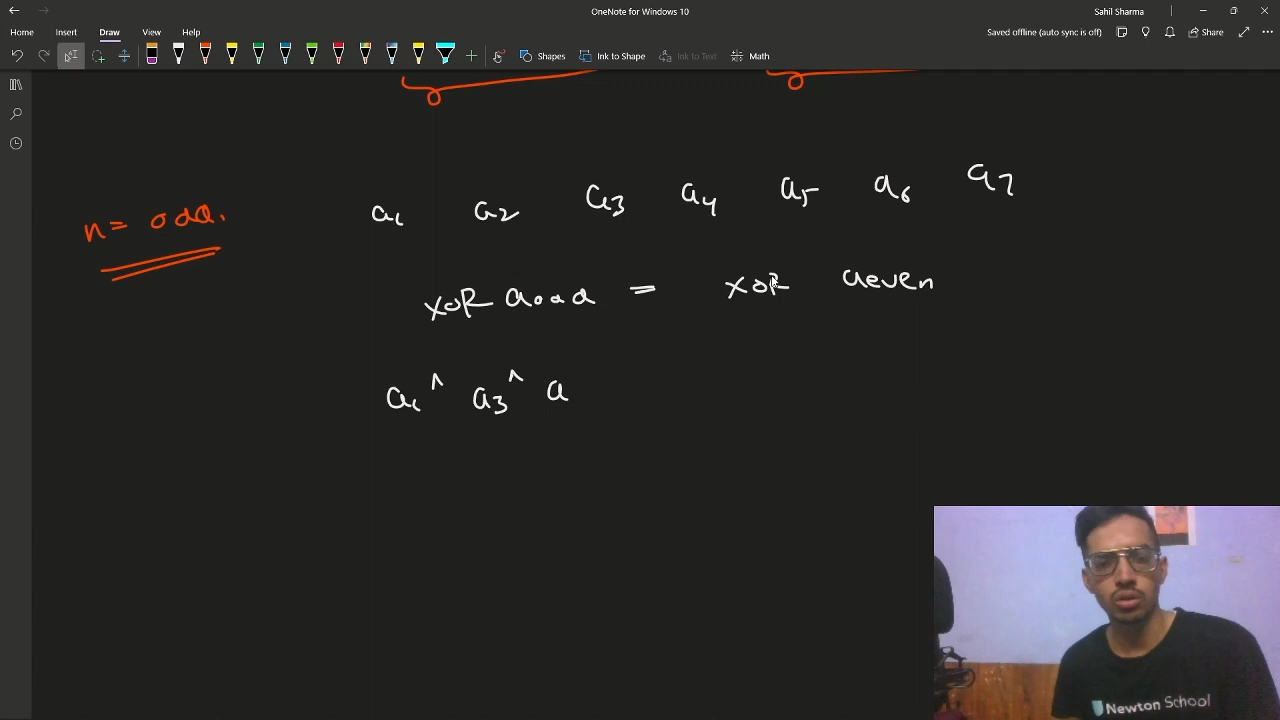 OneNote for Windows 10
Sahil Sharma
Home Insert Draw View Help
Saved offline (auto sync is off)
Share
Shapes
Ink to Shape
Ink to Text
Math
n = odd.
a1 a2 a3 a4 a5 a6 a7
XOR aodd = XOR aeven
a1 ^ a3 ^ a
Newton School